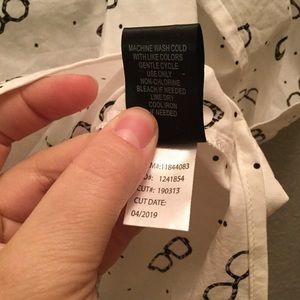 MACHINE WASH COLD
WITH LIKE COLORS
GENTLE CYCLE.
USE ONLY
NON-CHLORINE
BLEACH IF NEEDED
LINE DRY
COOL IRON
IF NEEDED
M#:11844083
#: 1241854
CUT#: 190313
CUT DATE:
04/2019